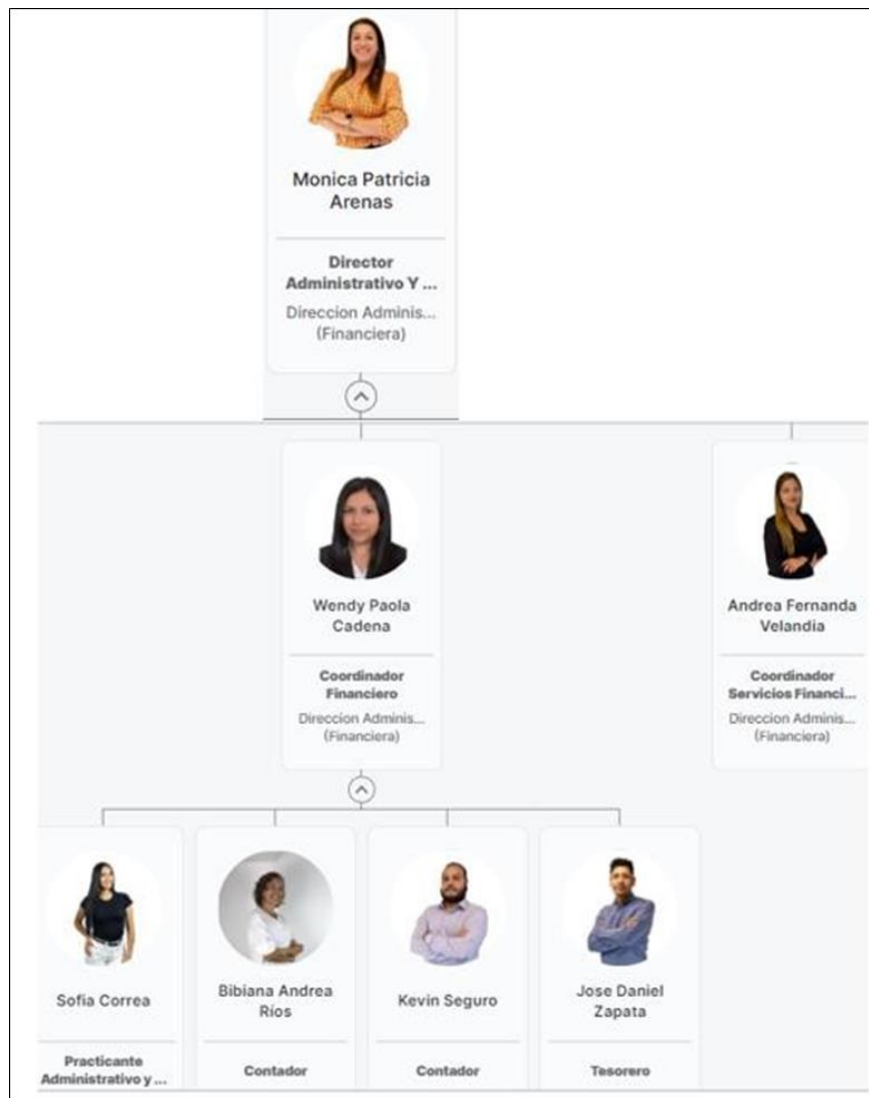 Monica Patricia
Arenas
Director
Administrativo Y ...
Direccion Adminis...
(Financiera)
Wendy Paola
Cadena
Coordinador
Financiero
Direccion Adminis...
(Financiera)
Andrea Fernanda
Velandia
Coordinador
Servicios Financi...
Direccion Adminis...
(Financiera)
Sofia Correa
Practicante
Administrativo y ...
Bibiana Andrea
Ríos
Contador
Kevin Seguro
Contador
Jose Daniel
Zapata
Tesorero